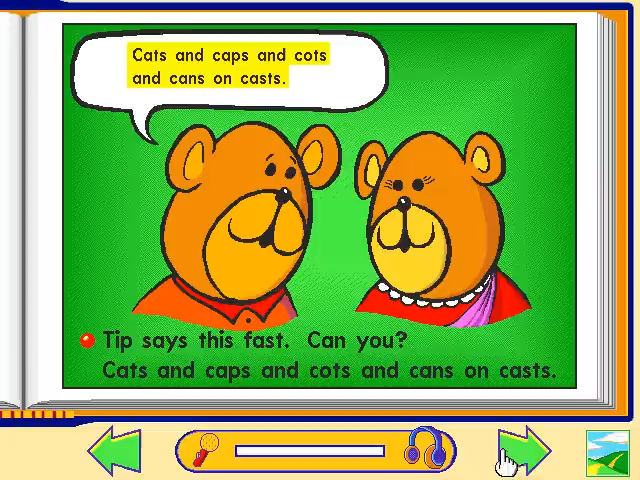 Cats and caps and cots
and cans on casts.
Tip says this fast. Can you?
Cats and caps and cots and cans on casts.